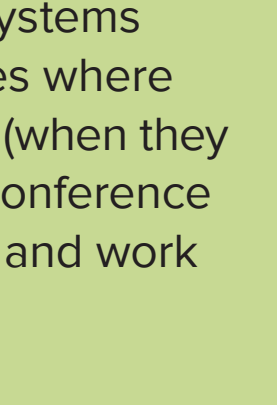 ystems
es where
(when they
onference
and work